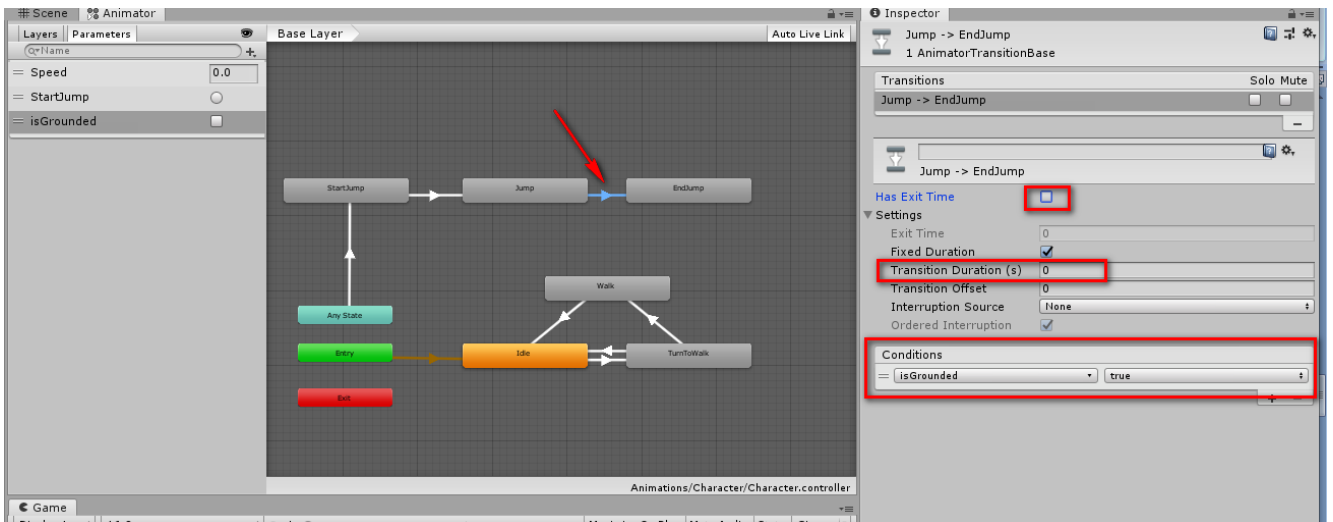 Scene Animator
Layers Parameters
Name
Speed 0.0
StartJump
isGrounded
Base Layer Auto Live Link
StartJump Jump EndJump
Walk
Any State
Entry Idle TurnToWalk
Exit
Animations/Character/Character.controller
Game
Inspector
Jump -> EndJump
1 AnimatorTransitionBase
Transitions Solo Mute
Jump -> EndJump
Jump -> EndJump
Has Exit Time
Settings
Exit Time 0
Fixed Duration
Transition Duration (s) 0
Transition Offset 0
Interruption Source None
Ordered Interruption
Conditions
isGrounded true